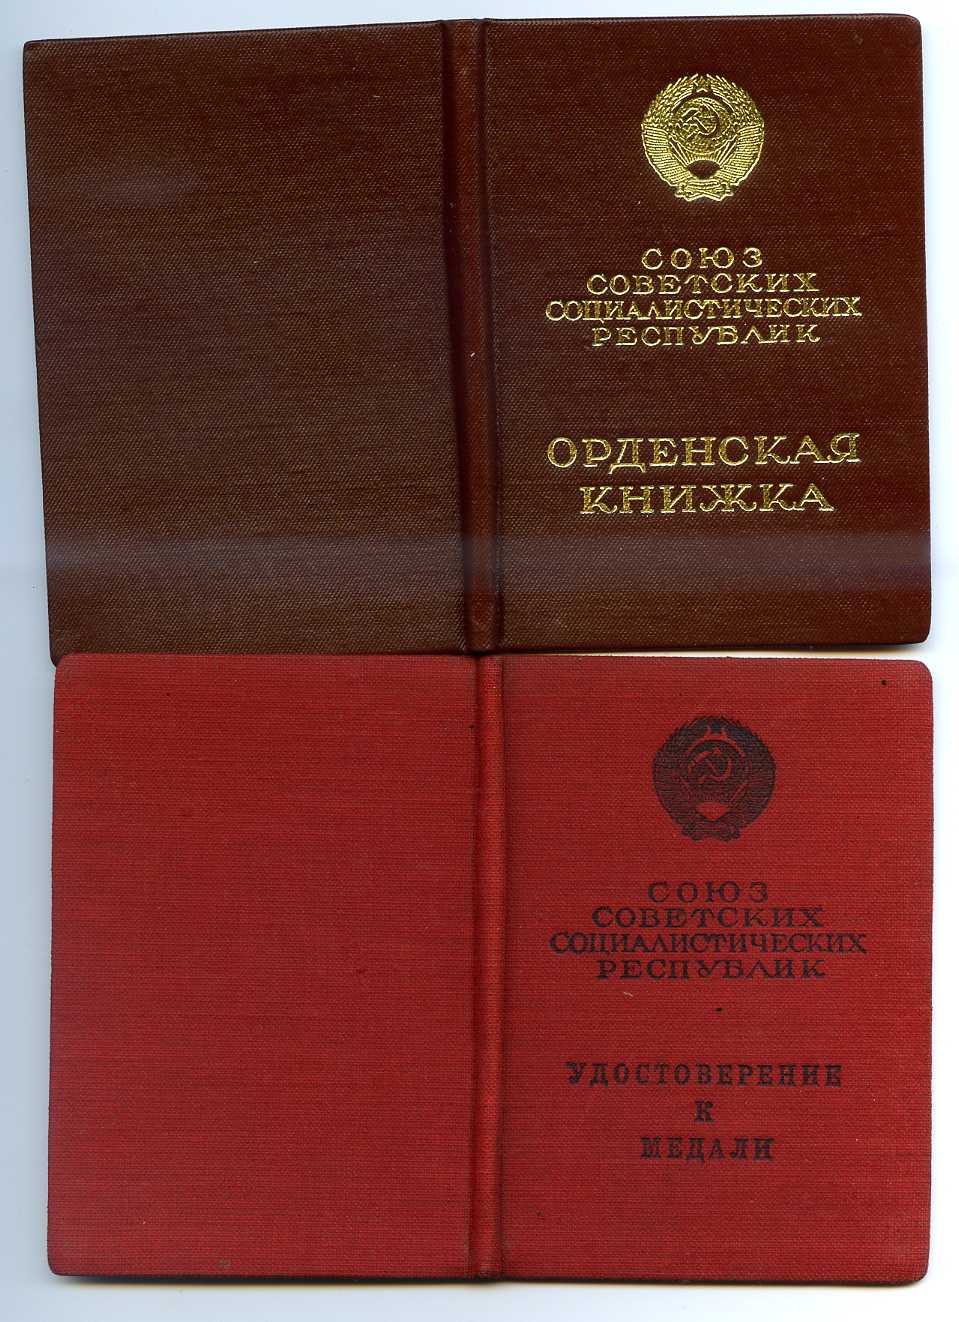 СОЮЗ
СОВЕТСКИХ
СОЦИАЛИСТИЧЕСКИХ
РЕСПУБЛИК
ОРДЕНСКАЯ
КНИЖКА
СОЮЗ
СОВЕТСКИХ
СОЦИАЛИСТИЧЕСКИХ
РЕСПУБЛИК
УДОСТОВЕРЕНИЕ
К
МЕДАЛИ